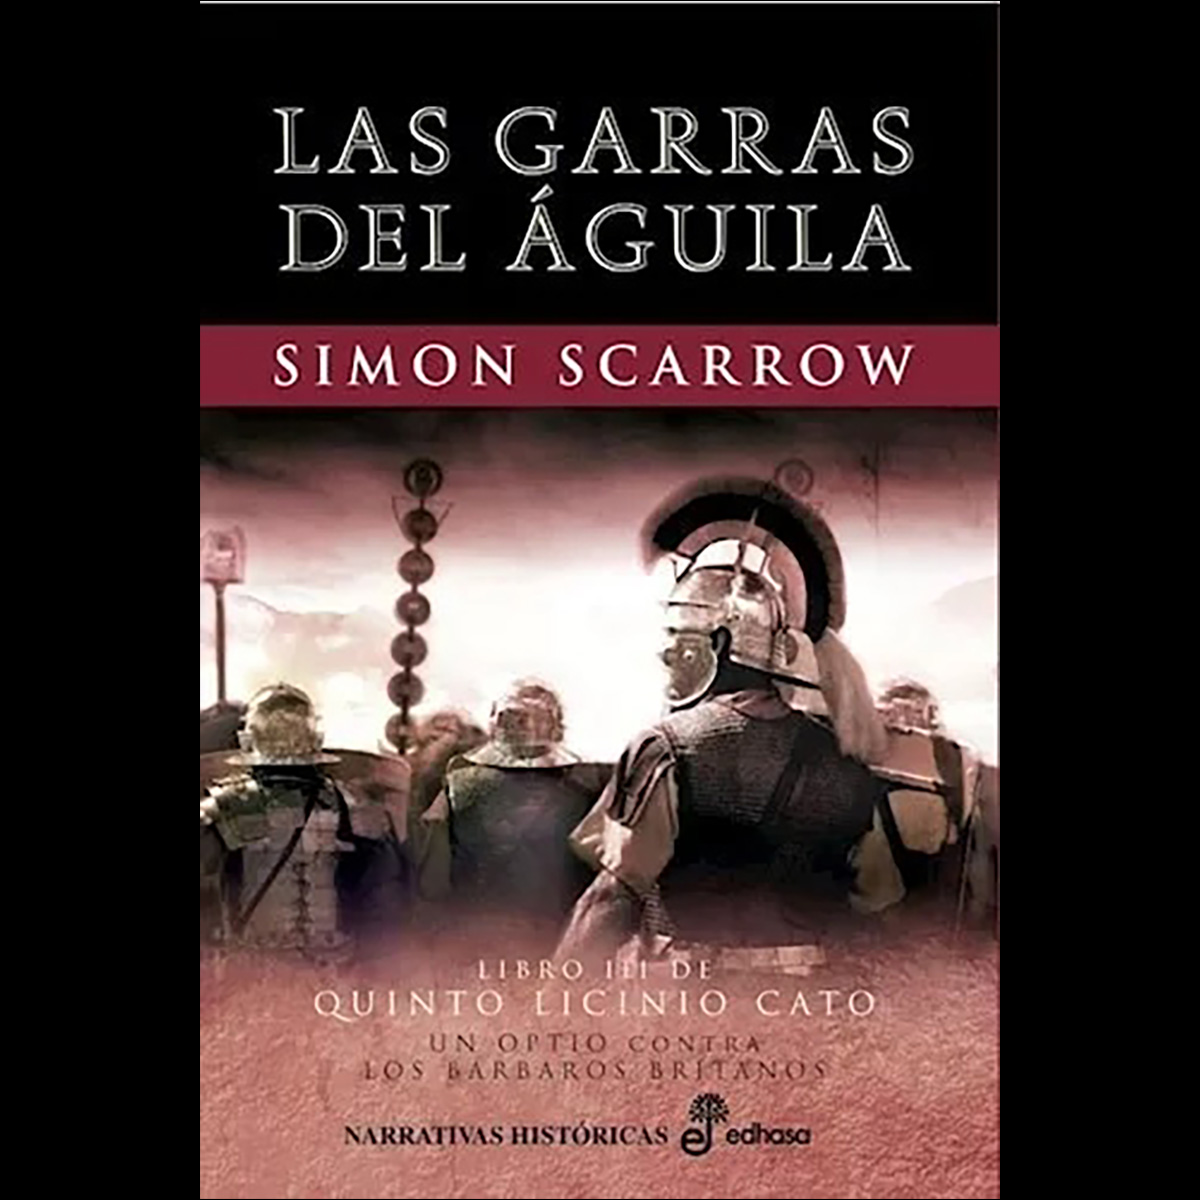 LAS GARRAS
DEL ÁGUILA
SIMON SCARROW
LIBRO III DE
QUINTO LICINIO CATO
UN OPTIO CONTRA
LOS BÁRBAROS BRITANOS
NARRATIVAS HISTÓRICAS edhasa